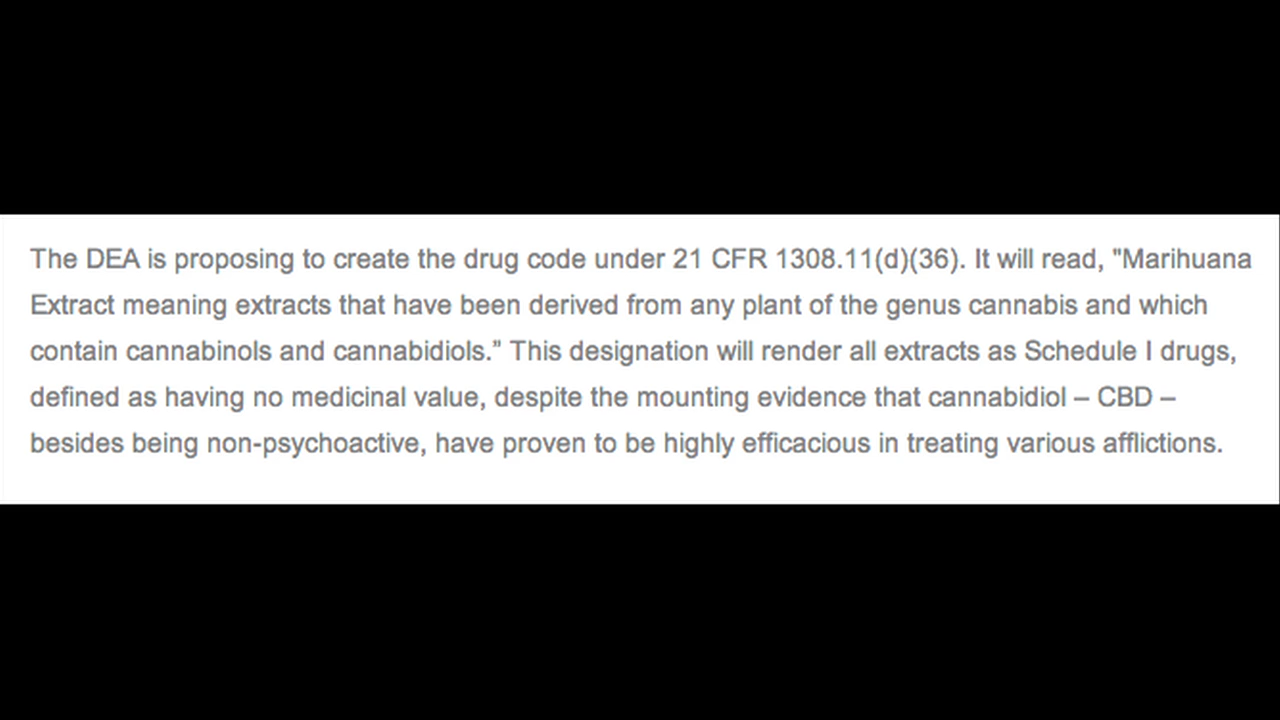 The DEA is proposing to create the drug code under 21 CFR 1308.11(d)(36). It will read, "Marihuana
Extract meaning extracts that have been derived from any plant of the genus cannabis and which
contain cannabinols and cannabidiols.” This designation will render all extracts as Schedule I drugs,
defined as having no medicinal value, despite the mounting evidence that cannabidiol – CBD –
besides being non-psychoactive, have proven to be highly efficacious in treating various afflictions.